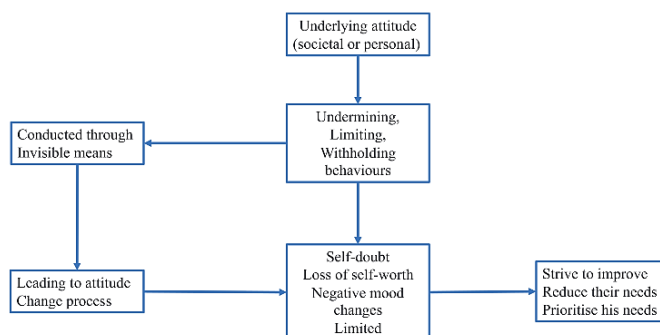 Underlying attitude
(societal or personal)
Undermining,
Limiting,
Withholding
behaviours
Conducted through
Invisible means
Leading to attitude
Change process
Self-doubt
Loss of self-worth
Negative mood
changes
Limited
Strive to improve
Reduce their needs
Prioritise his needs